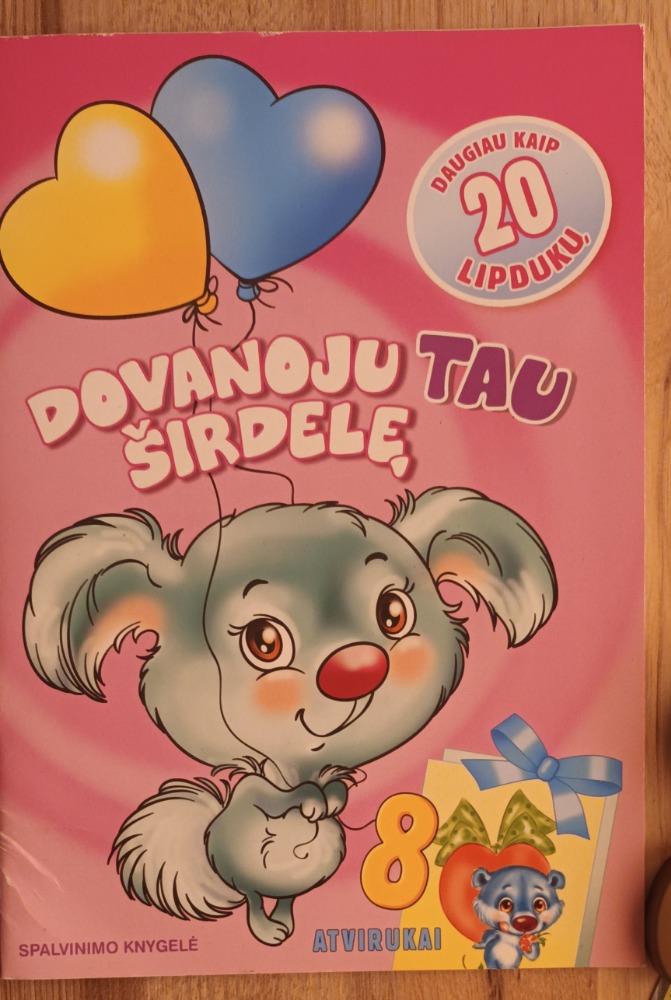 DAUGIAU KAIP
20
LIPDUKŲ
DOVANOJU TAU
ŠIRDELĘ
8
ATVIRUKAI
SPALVINIMO KNYGELĖ